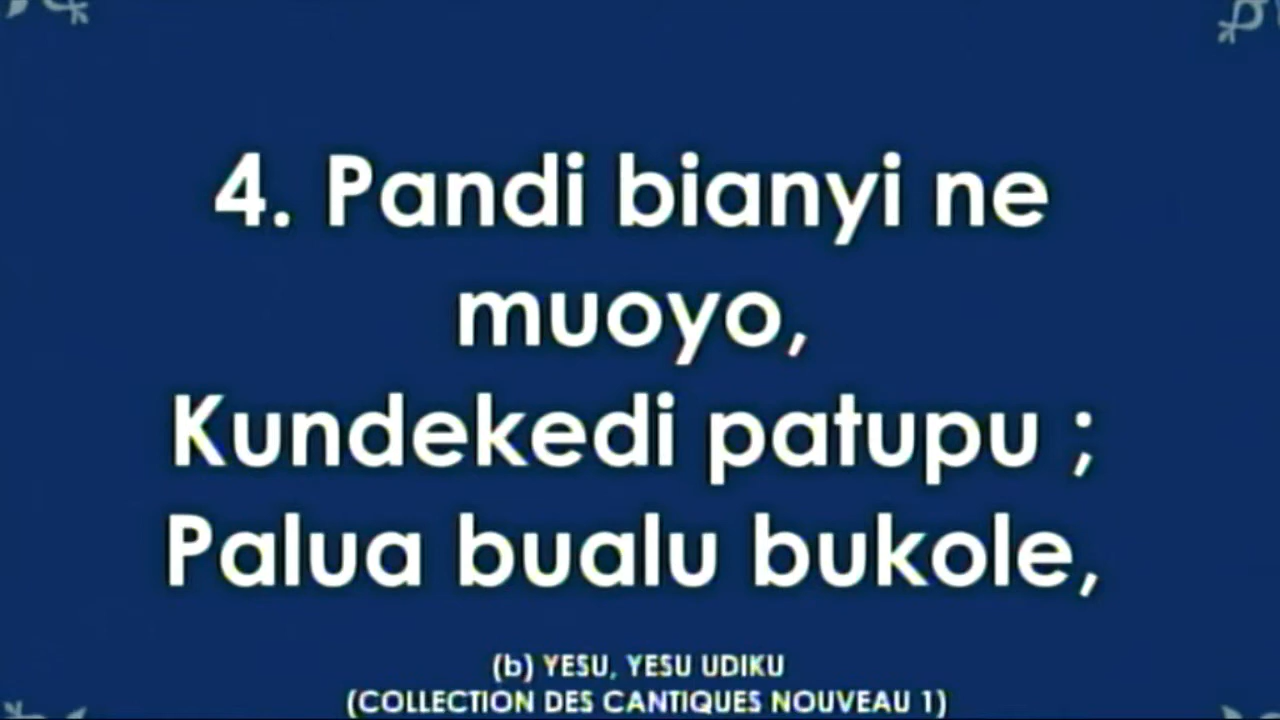 4. Pandi bianyi ne
muoyo,
Kundekedi patupu ;
Palua bualu bukole,
(b) YESU, YESU UDIKU
(COLLECTION DES CANTIQUES NOUVEAU 1)